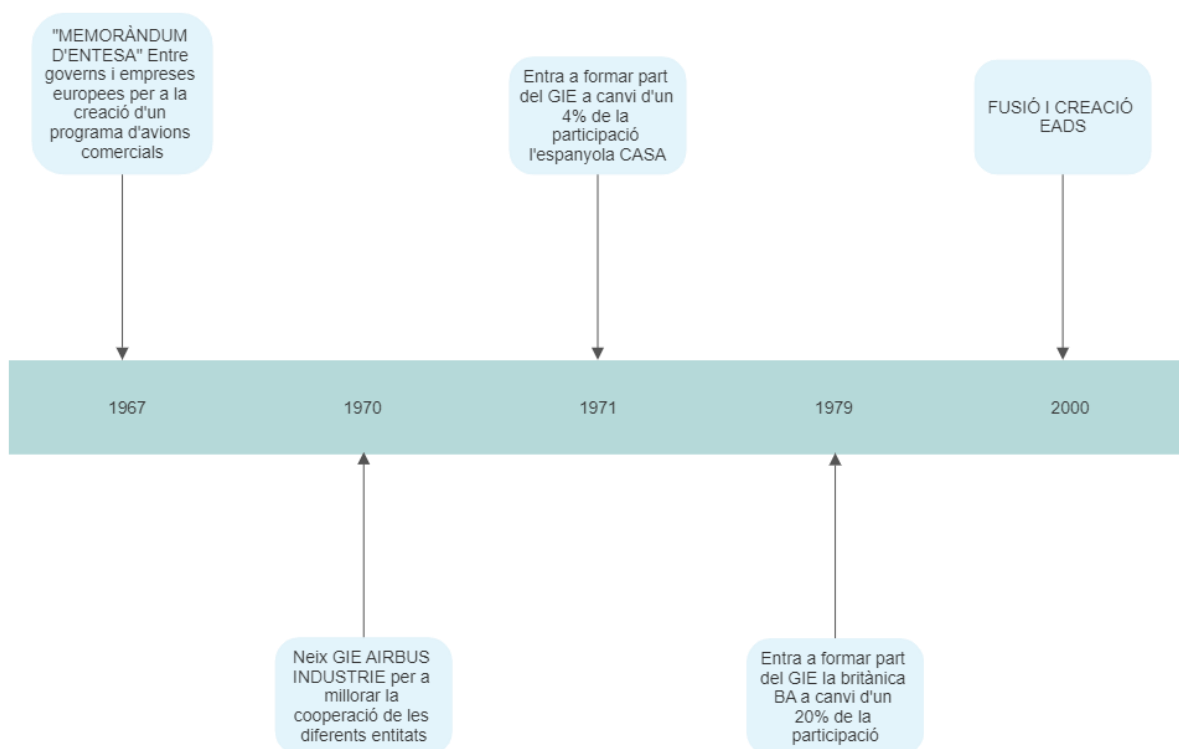 "MEMORÀNDUM
D'ENTESA" Entre
governs i empreses
europees per a la
creació d'un
programa d'avions
comercials
Entra a formar part
del GIE a canvi d'un
4% de la
participació
l'espanyola CASA
FUSIÓ I CREACIÓ
EADS
1967
1970
1971
1979
2000
Neix GIE AIRBUS
INDUSTRIE per a
millorar la
cooperació de les
diferents entitats
Entra a formar part
del GIE la britànica
BA a canvi d'un
20% de la
participació